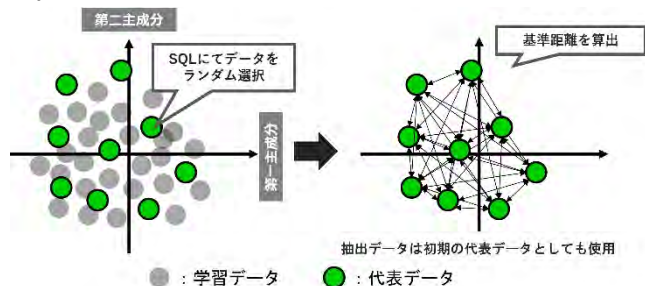 第二主成分
SQLにてデータを
ランダム選択
基準距離を算出
第一主成分
抽出データは初期の代表データとしても使用
：学習データ
：代表データ